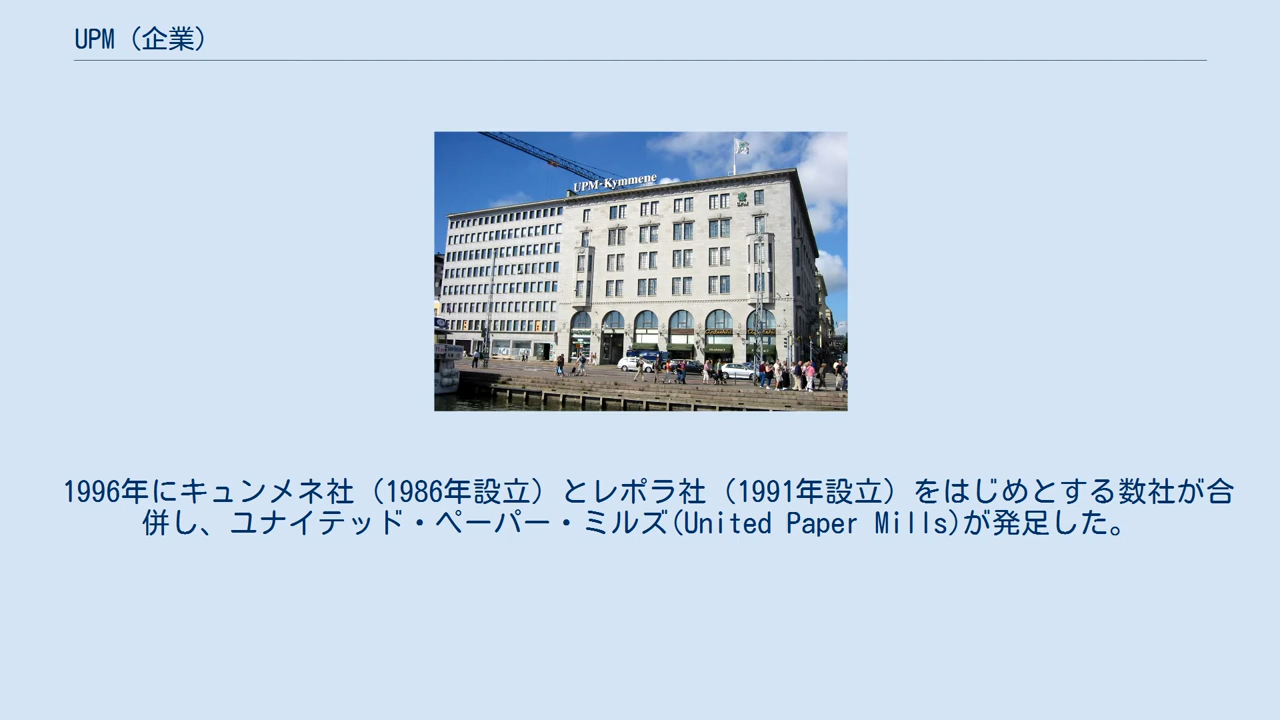 UPM（企業）
UPM-Kymmene
UPM
1996年にキュンメネ社（1986年設立）とレポラ社（1991年設立）をはじめとする数社が合
併し、ユナイテッド・ペーパー・ミルズ(United Paper Mills)が発足した。